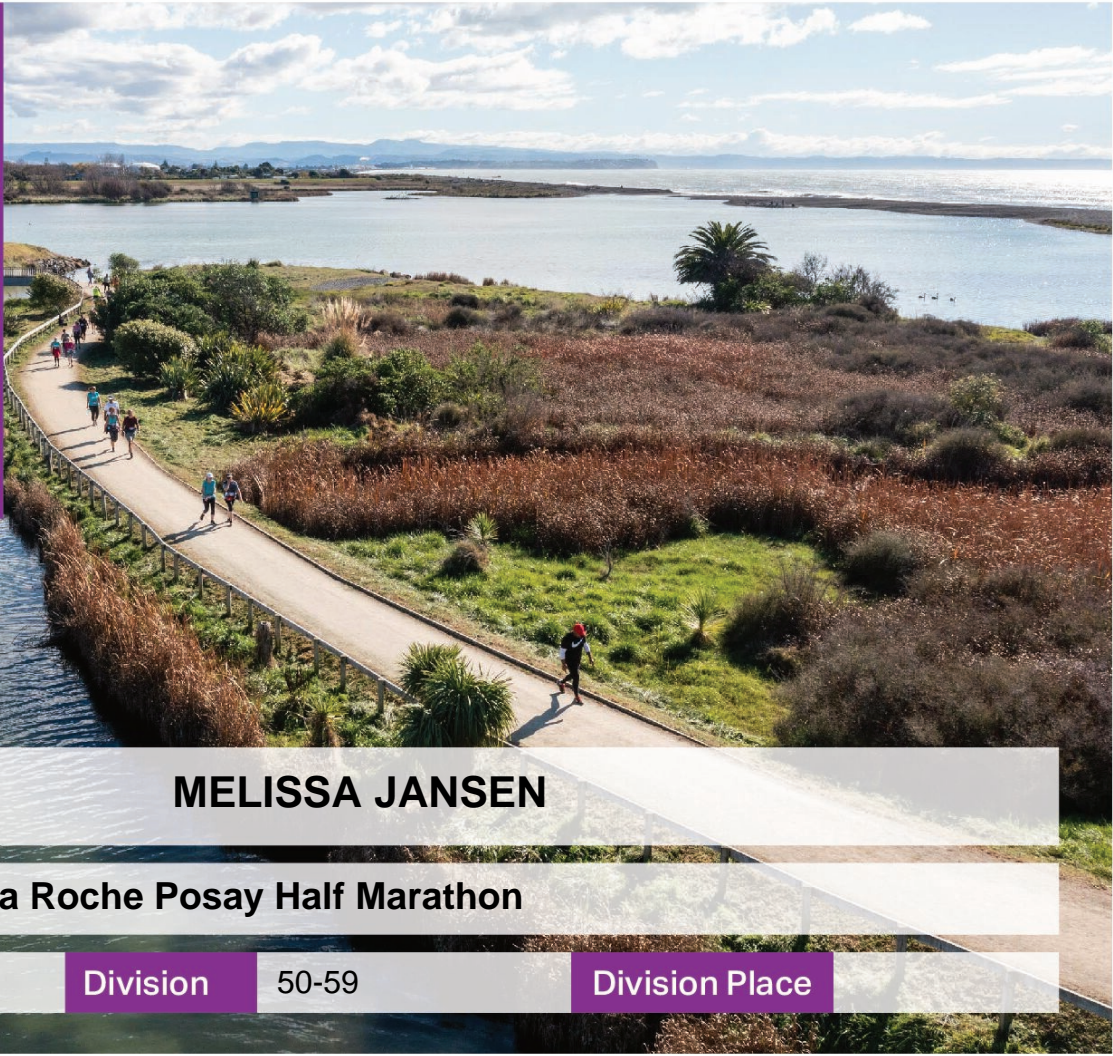 MELISSA JANSEN
a Roche Posay Half Marathon
Division 50-59 Division Place